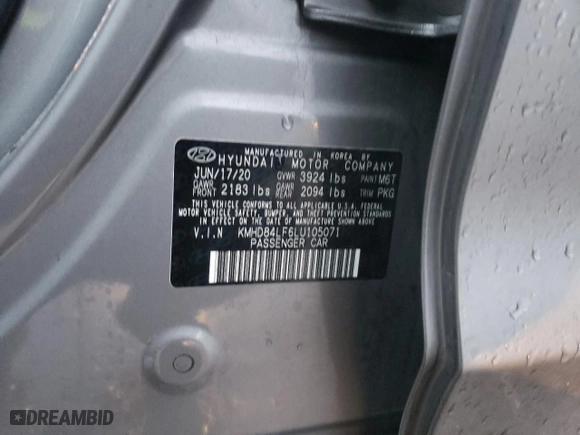 MANUFACTURED IN KOREA BY
HYUNDAI MOTOR COMPANY
JUN/17/20 GVWR 3924 lbs PAINT M6T
GAWR FRONT 2183 lbs GAWR REAR 2094 lbs TRIM PKG
THIS VEHICLE CONFORMS TO ALL APPLICABLE U.S.A. FEDERAL
MOTOR VEHICLE SAFETY, BUMPER, AND THEFT PREVENTION STANDARDS
IN EFFECT ON THE DATE OF MANUFACTURE SHOWN ABOVE.
V.I.N KMHD84LF6LU105071
PASSENGER CAR
DREAMBID